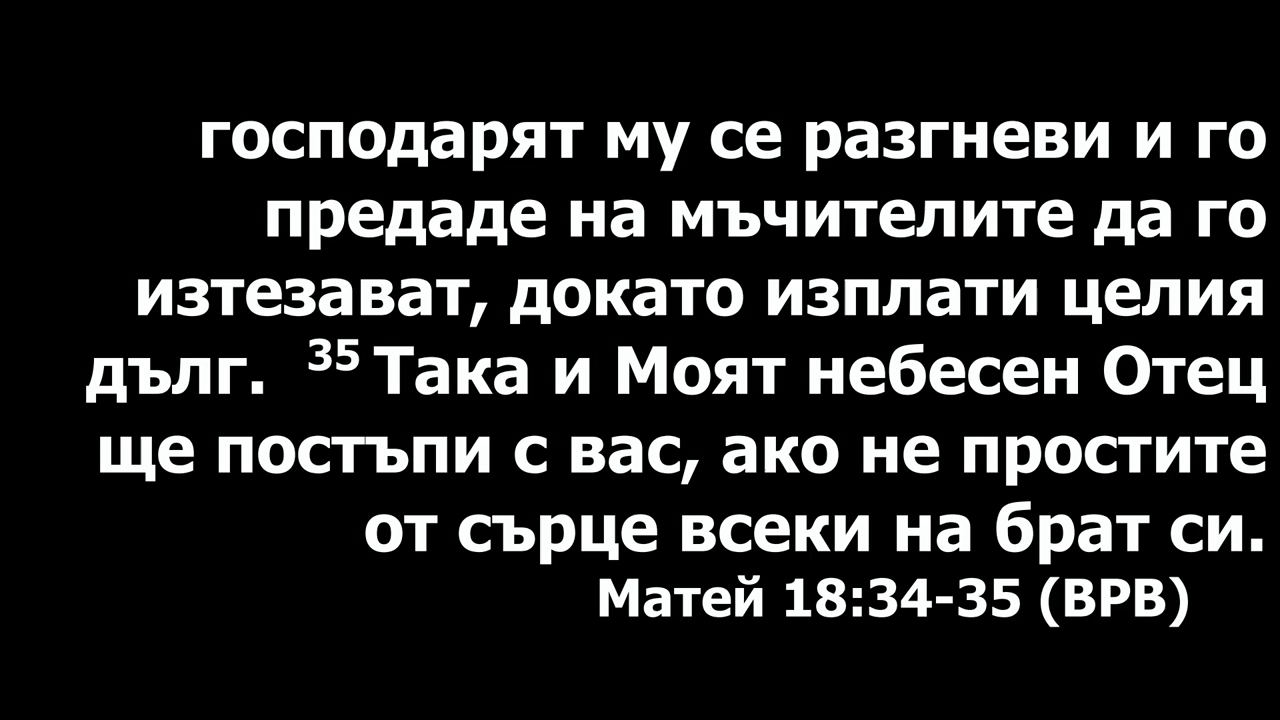 господарят му се разгневи и го
предаде на мъчителите да го
изтезават, докато изплати целия
дълг. 35 Така и Моят небесен Отец
ще постъпи с вас, ако не простите
от сърце всеки на брат си.
Матей 18:34-35 (ВРВ)